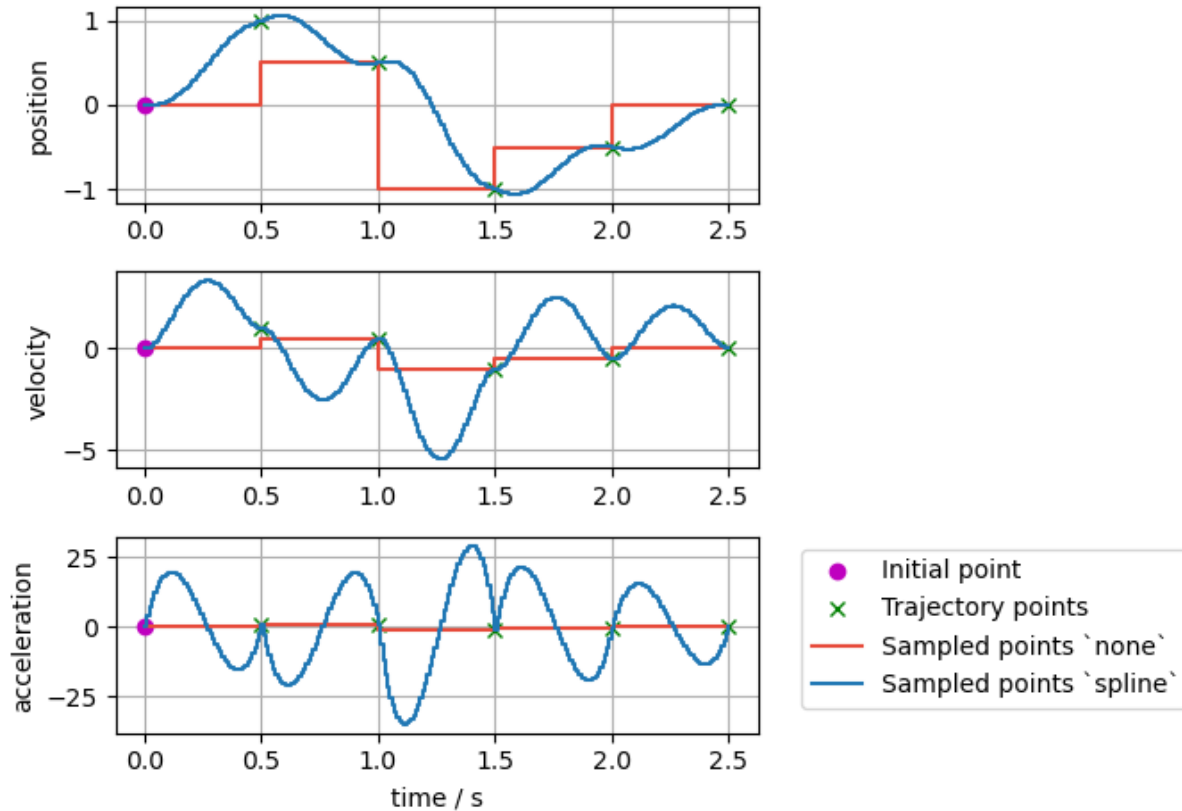 position
1
0
−1
0.0 0.5 1.0 1.5 2.0 2.5
velocity
0
−5
0.0 0.5 1.0 1.5 2.0 2.5
acceleration
25
0
−25
0.0 0.5 1.0 1.5 2.0 2.5
time / s
Initial point
Trajectory points
Sampled points `none`
Sampled points `spline`